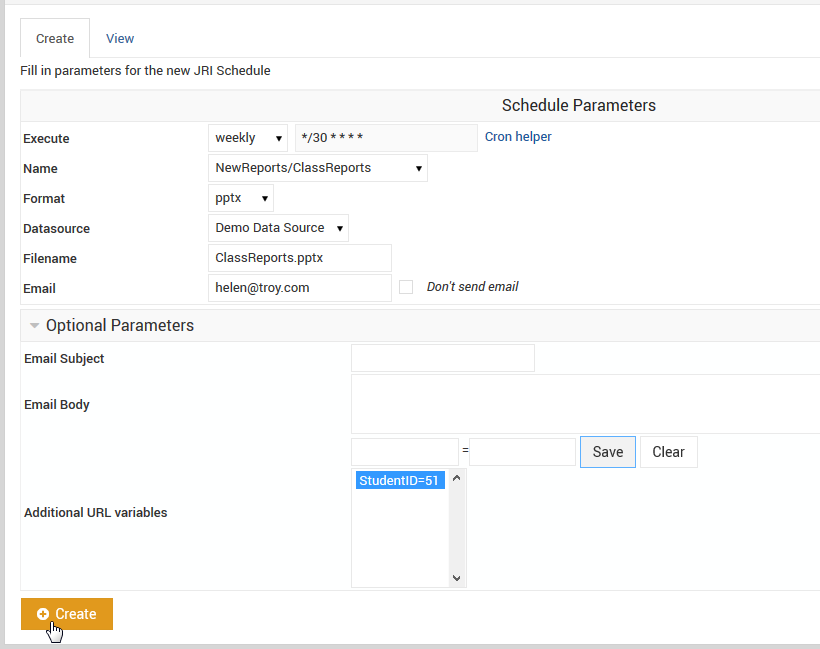 Create View
Fill in parameters for the new JRI Schedule
Schedule Parameters
Execute weekly */30 * * * * Cron helper
Name NewReports/ClassReports
Format pptx
Datasource Demo Data Source
Filename ClassReports.pptx
Email helen@troy.com Don't send email
Optional Parameters
Email Subject
Email Body
= Save Clear
StudentID=51
Additional URL variables
Create